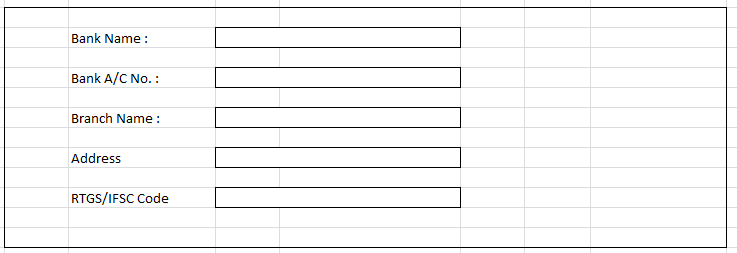 Bank Name :
Bank A/C No. :
Branch Name :
Address
RTGS/IFSC Code